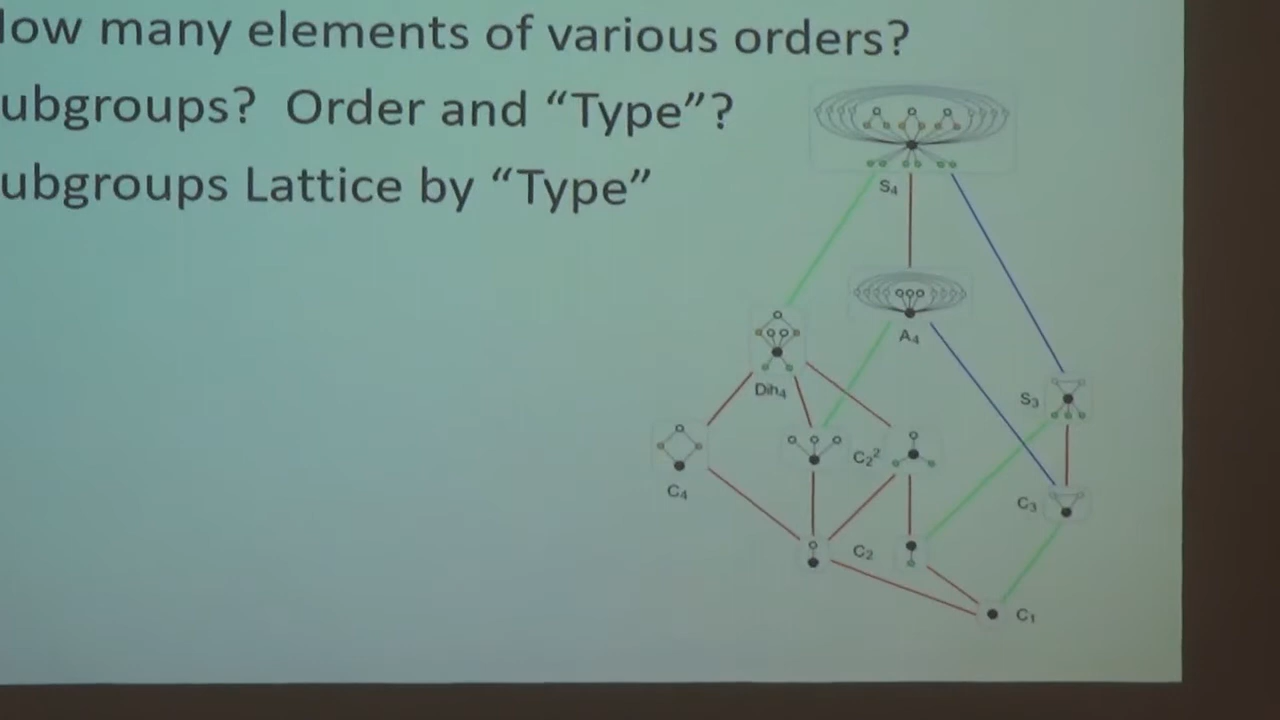 low many elements of various orders?
ubgroups? Order and “Type”?
ubgroups Lattice by “Type”
S4
A4
Dih4
S3
C2²
C4
C3
C2
C1